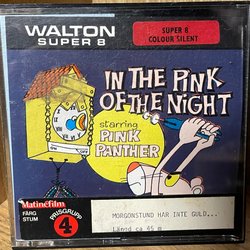 WALTON
SUPER 8
SUPER 8
COLOUR SILENT
IN THE PINK
OF THE NIGHT
starring
PINK
PANTHER
Matinéfilm
FÄRG
STUM
PRISGRUPP
4
MORGONSTUND HAR INTE GULD...
Längd ca 45 m